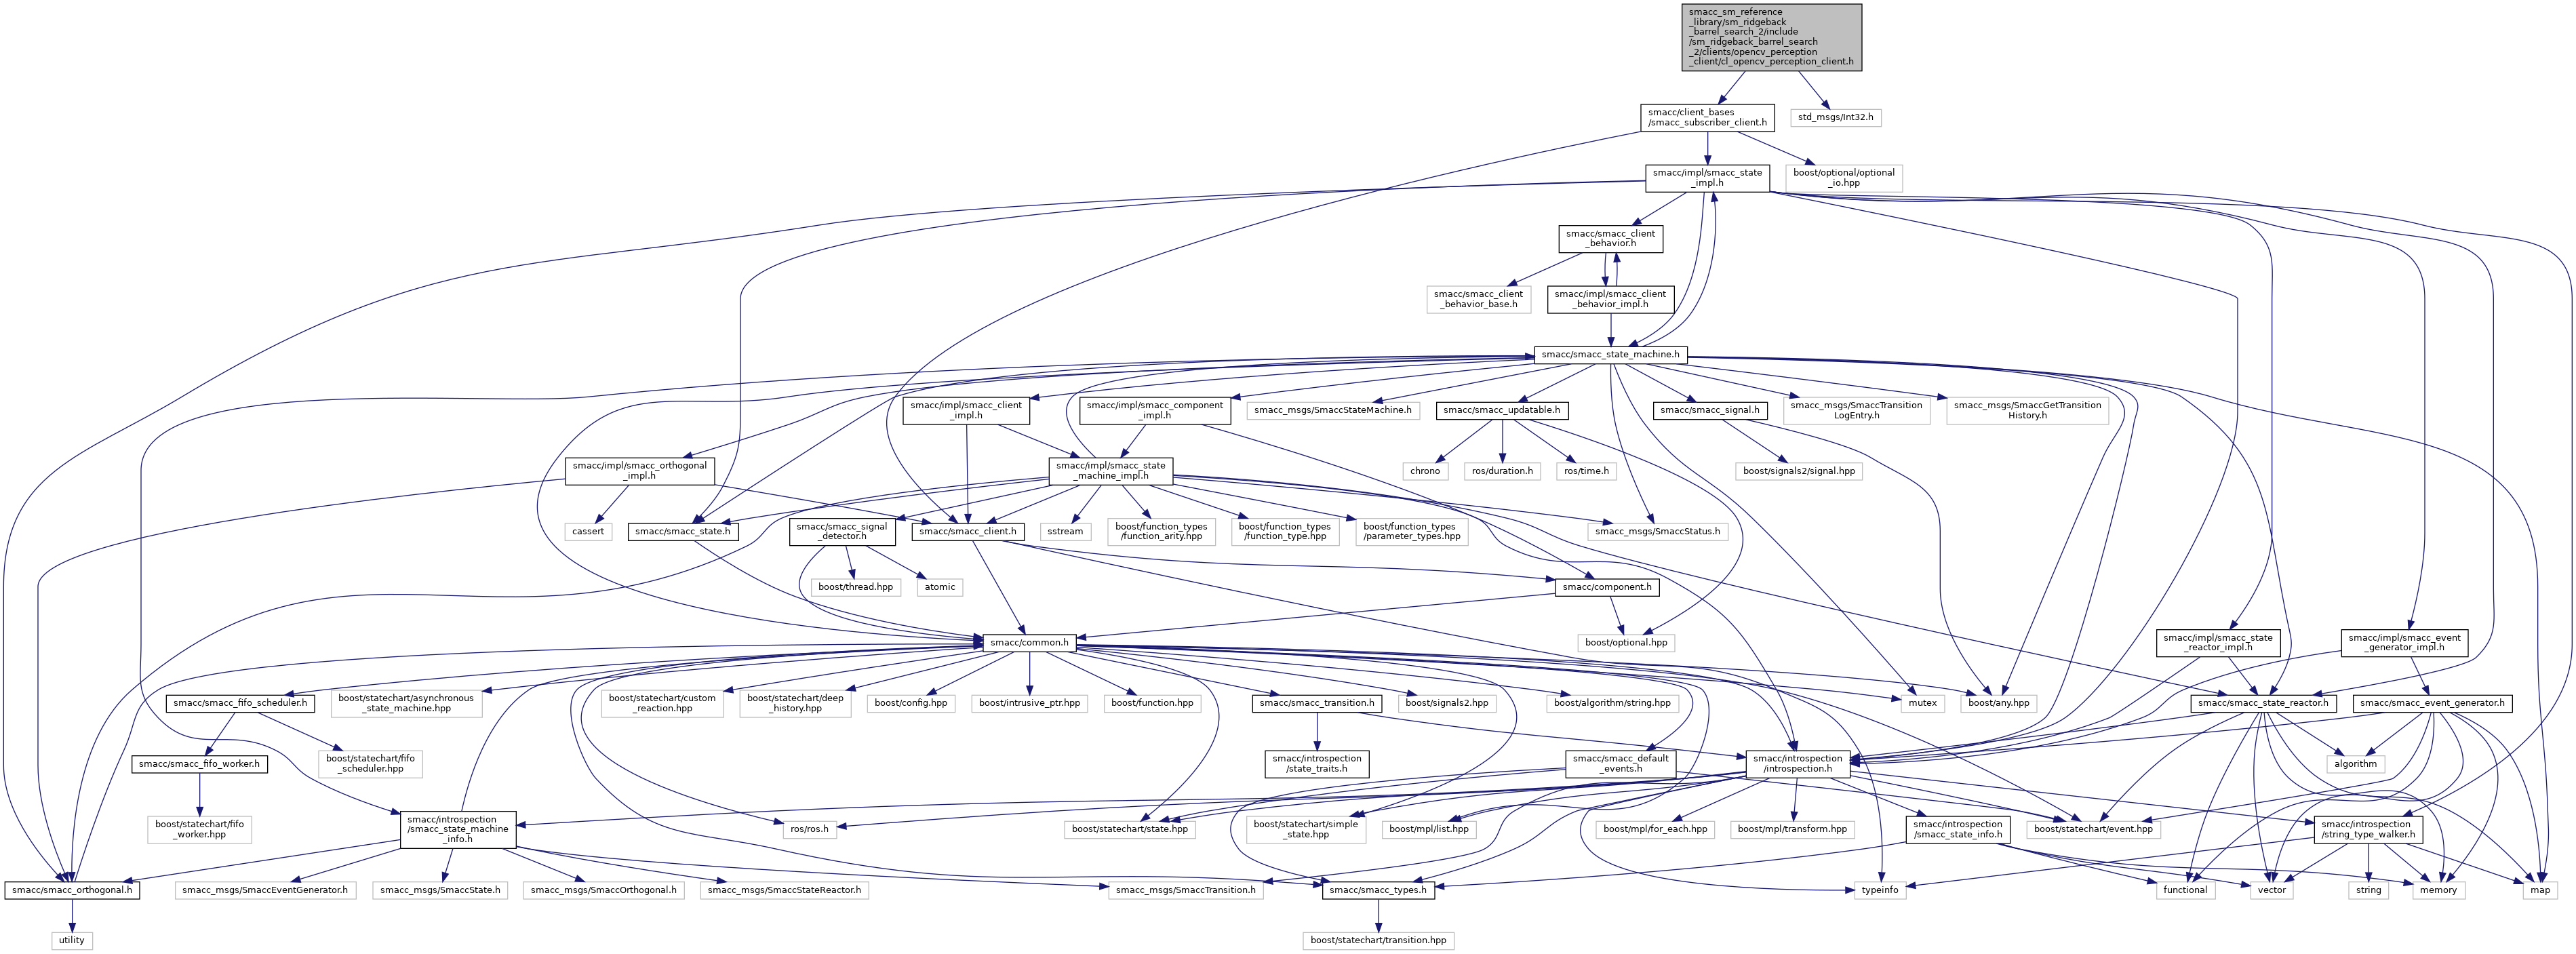 smacc_sm_reference
_library/sm_ridgeback
_barrel_search_2/include
/sm_ridgeback_barrel_search
_2/clients/opencv_perception
_client/cl_opencv_perception_client.h
smacc/client_bases
/smacc_subscriber_client.h
std_msgs/Int32.h
smacc/impl/smacc_state
_impl.h
boost/optional/optional
_io.hpp
smacc/smacc_client
_behavior.h
smacc/smacc_client
_behavior_base.h
smacc/impl/smacc_client
_behavior_impl.h
smacc/smacc_state_machine.h
smacc/impl/smacc_client
_impl.h
smacc/impl/smacc_component
_impl.h
smacc_msgs/SmaccStateMachine.h
smacc/smacc_updatable.h
smacc/smacc_signal.h
smacc_msgs/SmaccTransition
LogEntry.h
smacc_msgs/SmaccGetTransition
History.h
smacc/impl/smacc_orthogonal
_impl.h
smacc/impl/smacc_state
_machine_impl.h
chrono
ros/duration.h
ros/time.h
boost/signals2/signal.hpp
cassert
smacc/smacc_state.h
smacc/smacc_signal
_detector.h
smacc/smacc_client.h
sstream
boost/function_types
/function_arity.hpp
boost/function_types
/function_type.hpp
boost/function_types
/parameter_types.hpp
smacc_msgs/SmaccStatus.h
boost/thread.hpp
atomic
smacc/component.h
smacc/common.h
boost/optional.hpp
smacc/impl/smacc_state
_reactor_impl.h
smacc/impl/smacc_event
_generator_impl.h
smacc/smacc_fifo_scheduler.h
boost/statechart/asynchronous
_state_machine.hpp
boost/statechart/custom
_reaction.hpp
boost/statechart/deep
_history.hpp
boost/config.hpp
boost/intrusive_ptr.hpp
boost/function.hpp
smacc/smacc_transition.h
boost/signals2.hpp
boost/algorithm/string.hpp
mutex
boost/any.hpp
smacc/smacc_state_reactor.h
smacc/smacc_event_generator.h
smacc/smacc_fifo_worker.h
boost/statechart/fifo
_scheduler.hpp
smacc/introspection
/state_traits.h
smacc/smacc_default
_events.h
smacc/introspection
/introspection.h
algorithm
boost/statechart/fifo
_worker.hpp
smacc/introspection
/smacc_state_machine
_info.h
ros/ros.h
boost/statechart/state.hpp
boost/statechart/simple
_state.hpp
boost/mpl/list.hpp
boost/mpl/for_each.hpp
boost/mpl/transform.hpp
smacc/introspection
/smacc_state_info.h
boost/statechart/event.hpp
smacc/introspection
/string_type_walker.h
smacc/smacc_orthogonal.h
smacc_msgs/SmaccEventGenerator.h
smacc_msgs/SmaccState.h
smacc_msgs/SmaccOrthogonal.h
smacc_msgs/SmaccStateReactor.h
smacc_msgs/SmaccTransition.h
smacc/smacc_types.h
typeinfo
functional
vector
string
memory
map
utility
boost/statechart/transition.hpp